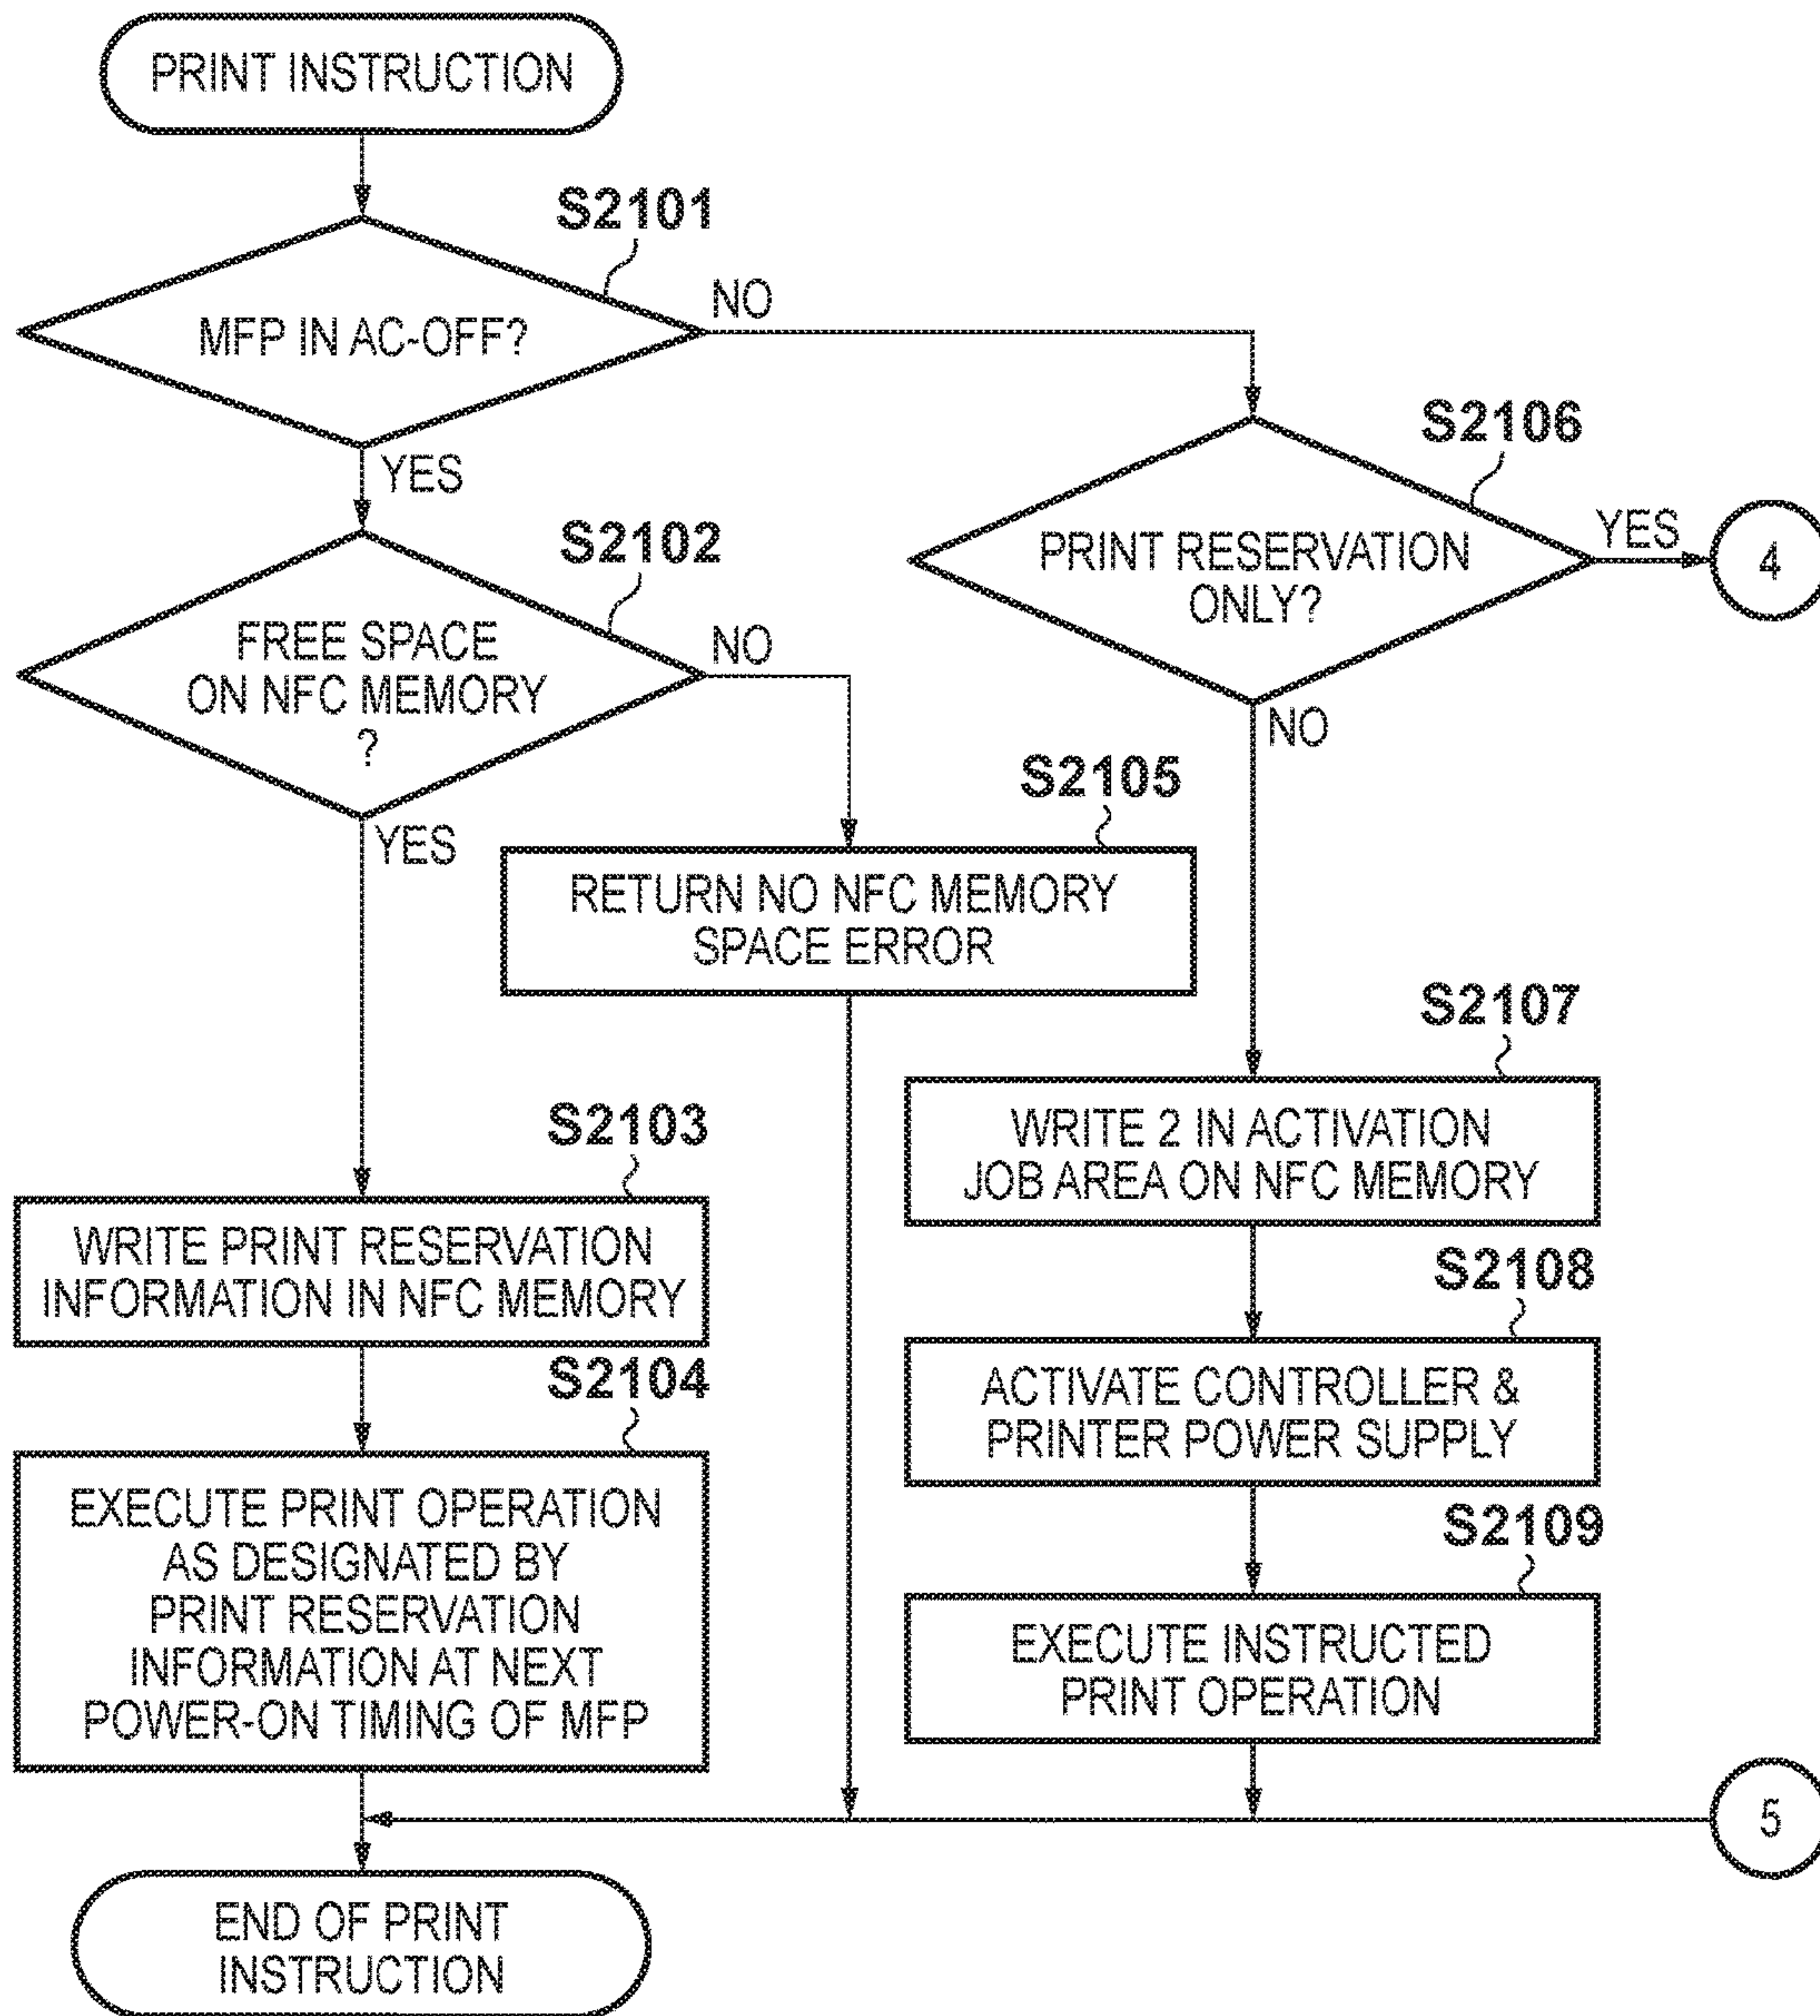 PRINT INSTRUCTION
S2101
MFP IN AC-OFF?
NO
YES
S2102
FREE SPACE
ON NFC MEMORY
?
NO
YES
S2106
PRINT RESERVATION
ONLY?
YES
4
NO
S2105
RETURN NO NFC MEMORY
SPACE ERROR
S2103
WRITE PRINT RESERVATION
INFORMATION IN NFC MEMORY
S2104
EXECUTE PRINT OPERATION
AS DESIGNATED BY
PRINT RESERVATION
INFORMATION AT NEXT
POWER-ON TIMING OF MFP
S2107
WRITE 2 IN ACTIVATION
JOB AREA ON NFC MEMORY
S2108
ACTIVATE CONTROLLER &
PRINTER POWER SUPPLY
S2109
EXECUTE INSTRUCTED
PRINT OPERATION
5
END OF PRINT
INSTRUCTION